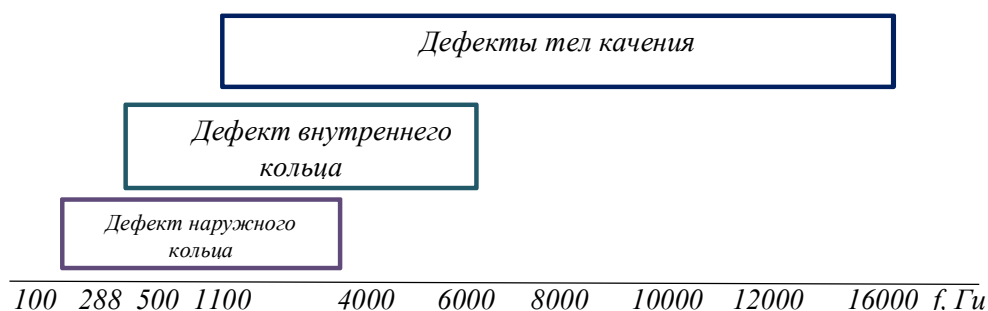 Дефекты тел качения
Дефект внутреннего
кольца
Дефект наружного
кольца
100 288 500 1100 4000 6000 8000 10000 12000 16000 f, Ги